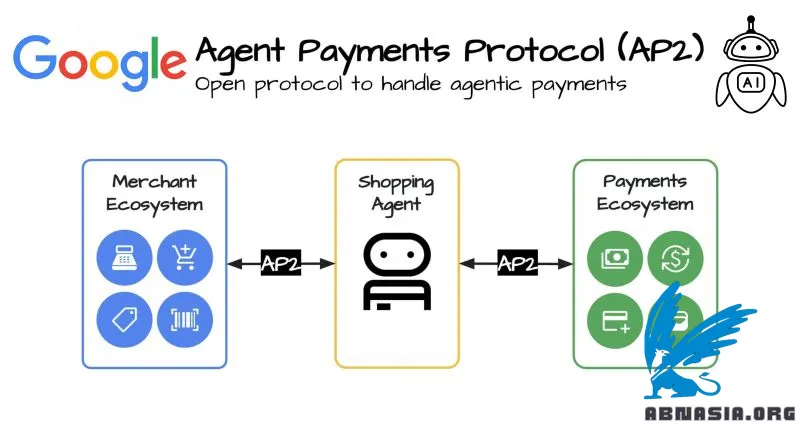 Google Agent Payments Protocol (AP2)
Open protocol to handle agentic payments
AI
Merchant
Ecosystem
AP2
Shopping
Agent
AP2
Payments
Ecosystem
ABNASIA.ORG